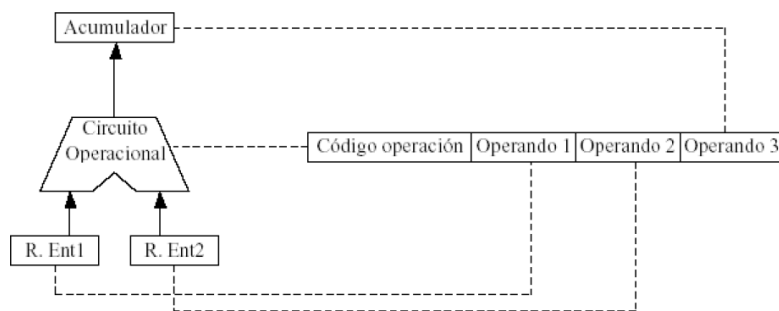 Acumulador
Circuito
Operacional
Código operación Operando 1 Operando 2 Operando 3
R. Ent1 R. Ent2